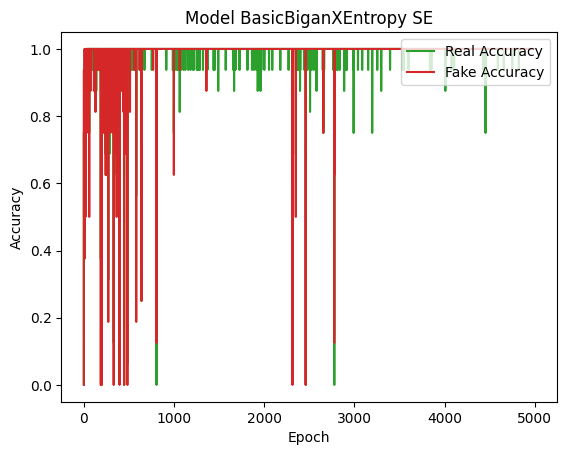 Model BasicBiganXEntropy SE
Real Accuracy
Fake Accuracy
Accuracy
1.0
0.8
0.6
0.4
0.2
0.0
0 1000 2000 3000 4000 5000
Epoch